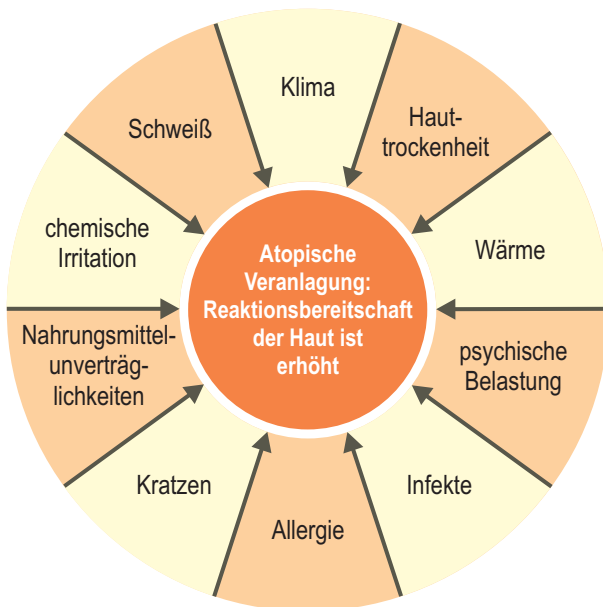 Klima
Haut-
trockenheit
Wärme
psychische
Belastung
Infekte
Allergie
Kratzen
Nahrungsmittel-
unverträg-
lichkeiten
chemische
Irritation
Schweiß
Atopische
Veranlagung:
Reaktionsbereitschaft
der Haut ist
erhöht